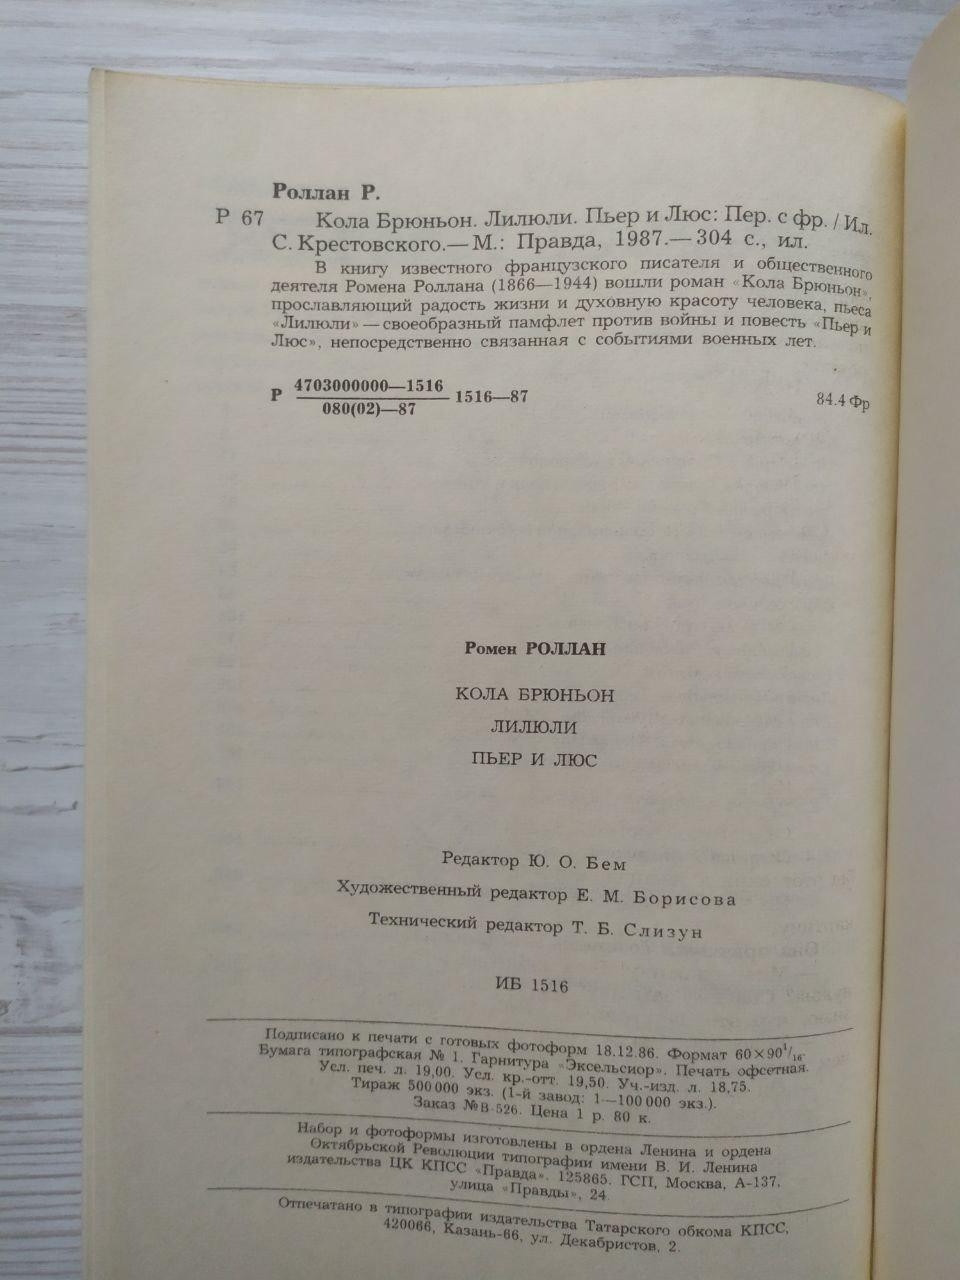 Роллан Р.
Р 67 Кола Брюньон. Лилюли. Пьер и Люс: Пер. с фр. / Ил.
С. Крестовского.— М.: Правда, 1987.— 304 с., ил.
В книгу известного французского писателя и общественного
деятеля Ромена Роллана (1866—1944) вошли роман «Кола Брюньон»,
прославляющий радость жизни и духовную красоту человека, пьеса
«Лилюли» — своеобразный памфлет против войны и повесть «Пьер и
Люс», непосредственно связанная с событиями военных лет.
Р 4703000000—1516
080(02)—87 1516—87 84.4 Фр
Ромен РОЛЛАН
КОЛА БРЮНЬОН
ЛИЛЮЛИ
ПЬЕР И ЛЮС
Редактор Ю. О. Бем
Художественный редактор Е. М. Борисова
Технический редактор Т. Б. Слизун
ИБ 1516
Подписано к печати с готовых фотоформ 18.12.86. Формат 60×90 1/16.
Бумага типографская № 1. Гарнитура «Эксельсиор». Печать офсетная.
Усл. печ. л. 19,00. Усл. кр.-отт. 19,50. Уч.-изд. л. 18,75.
Тираж 500 000 экз. (1-й завод: 1—100 000 экз.).
Заказ № В-526. Цена 1 р. 80 к.
Набор и фотоформы изготовлены в ордена Ленина и ордена
Октябрьской Революции типографии имени В. И. Ленина
издательства ЦК КПСС «Правда». 125865. ГСП, Москва, А-137,
улица «Правды», 24.
Отпечатано в типографии издательства Татарского обкома КПСС,
420066, Казань-66, ул. Декабристов, 2.